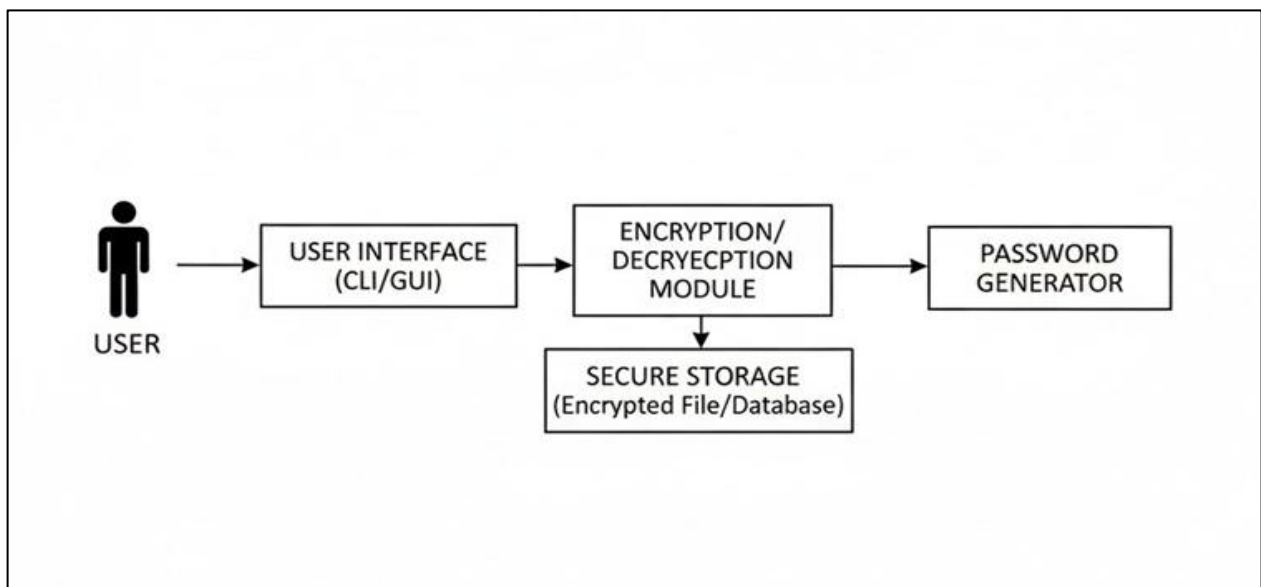 USER
USER INTERFACE
(CLI/GUI)
ENCRYPTION/
DECRYECPTION
MODULE
PASSWORD
GENERATOR
SECURE STORAGE
(Encrypted File/Database)